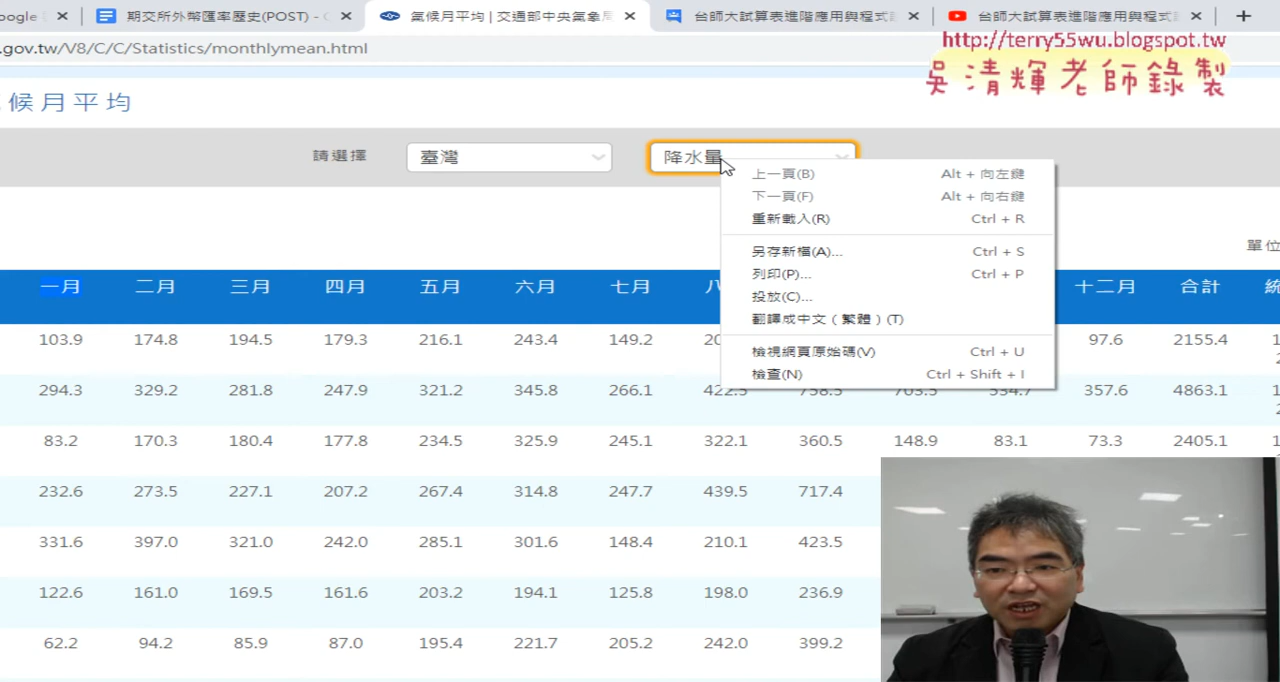 期交所外幣匯率歷史(POST) -
氣候月平均 | 交通部中央氣象局
台師大試算表進階應用與程式
台師大試算表進階應用與程式
.gov.tw/V8/C/C/Statistics/monthlymean.html
http://terry55wu.blogspot.tw
吳清輝老師錄製
候月平均
請選擇
臺灣
降水量
上一頁(B) Alt + 向左鍵
下一頁(F) Alt + 向右鍵
重新載入(R) Ctrl + R
另存新檔(A)... Ctrl + S
列印(P)... Ctrl + P
投放(C)...
翻譯成中文(繁體)(T)
檢視網頁原始碼(V) Ctrl + U
檢查(N) Ctrl + Shift + I
單位
一月 二月 三月 四月 五月 六月 七月 八 十二月 合計 統
103.9 174.8 194.5 179.3 216.1 243.4 149.2 97.6 2155.4
294.3 329.2 281.8 247.9 321.2 345.8 266.1 422.5 758.5 703.5 534.7 357.6 4863.1
83.2 170.3 180.4 177.8 234.5 325.9 245.1 322.1 360.5 148.9 83.1 73.3 2405.1
232.6 273.5 227.1 207.2 267.4 314.8 247.7 439.5 717.4
331.6 397.0 321.0 242.0 285.1 301.6 148.4 210.1 423.5
122.6 161.0 169.5 161.6 203.2 194.1 125.8 198.0 236.9
62.2 94.2 85.9 87.0 195.4 221.7 205.2 242.0 399.2